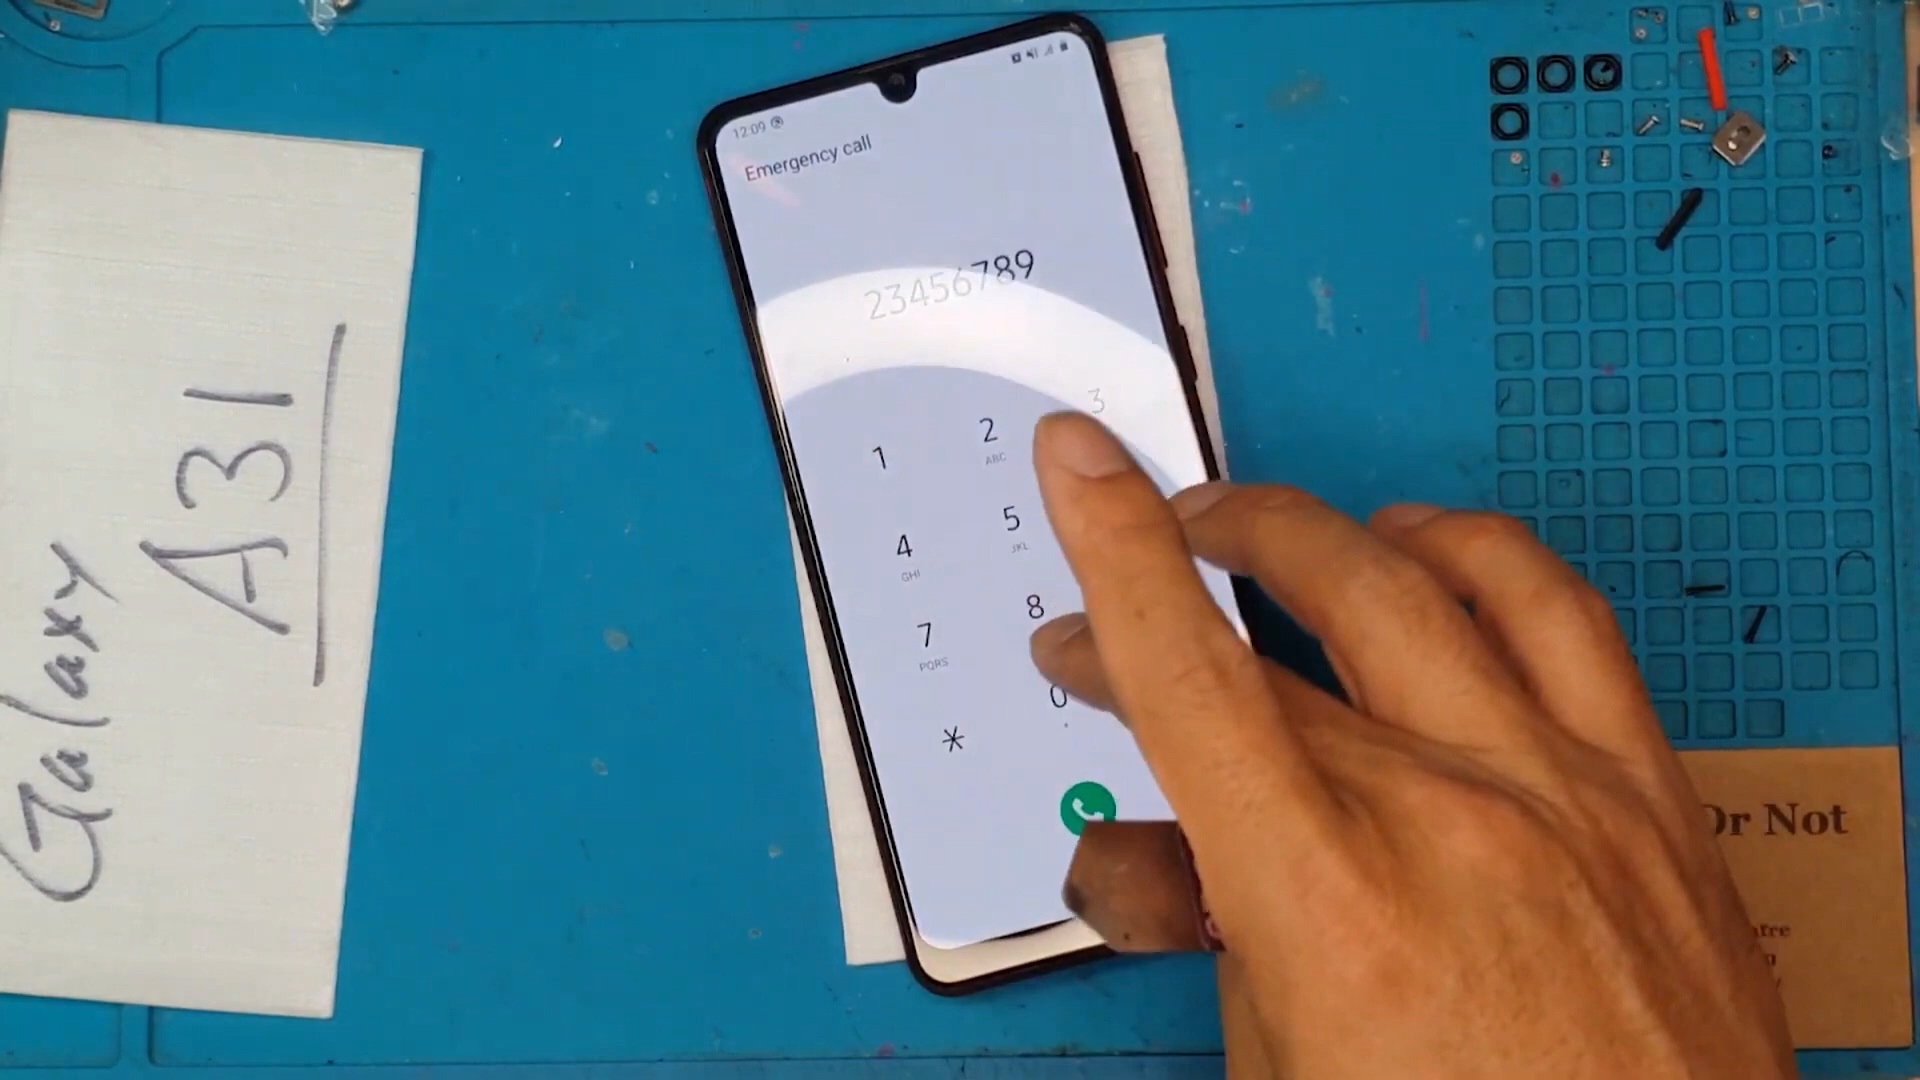 Galaxy
A31
12:09
Emergency call
23456789
1
2
ABC
3
4
GHI
5
JKL
7
PQRS
8
*
0
Or Not